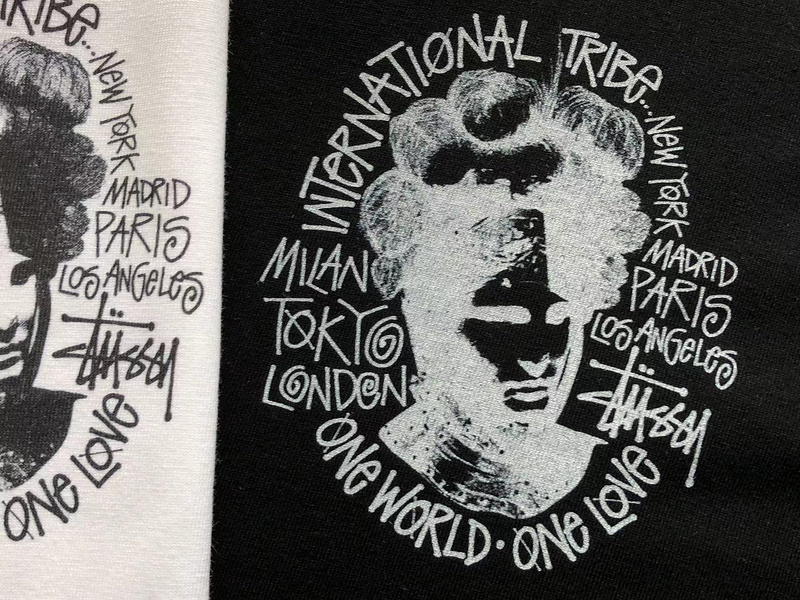 TRIBE...
NEW YORK
MADRID
PARIS
LOS ANGELES
STÜSSY
ONE LOVE
INTERNATIONAL TRIBE...
NEW YORK
MADRID
PARIS
LOS ANGELES
STÜSSY
MILAN
TOKYO
LONDON
ONE WORLD • ONE LOVE